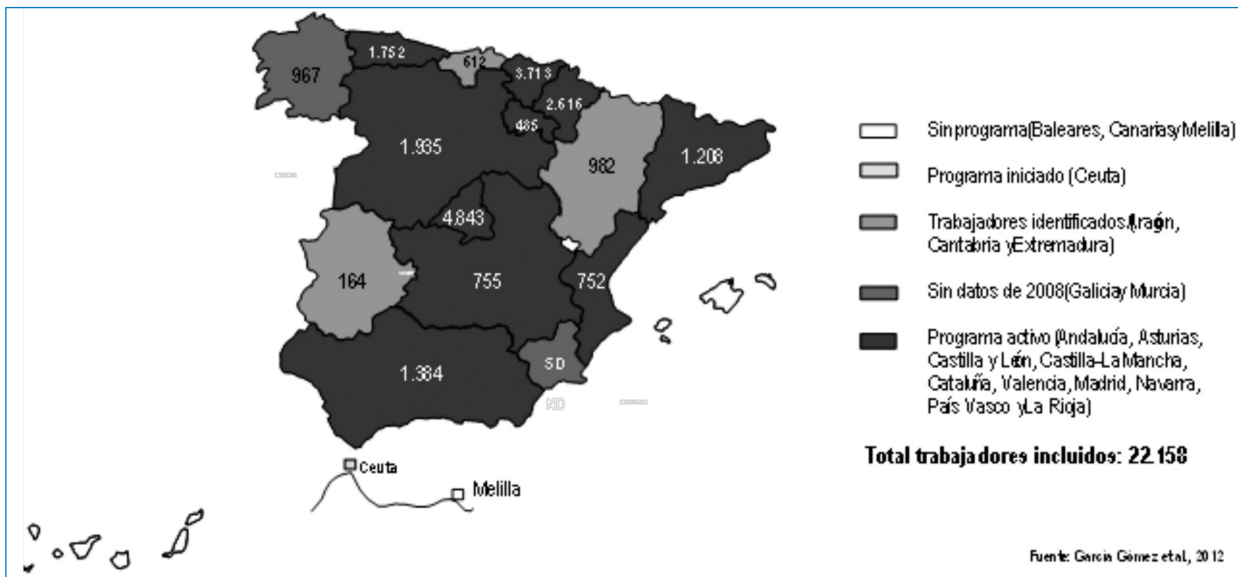 1.752
612
967
3.713
2.616
485
1.935
982
1.208
4.843
164
755
752
1.384
SD
ND
Ceuta
Melilla
Sin programa(Baleares, Canarias y Melilla)
Programa iniciado (Ceuta)
Trabajadores identificados(Aragón,
Cantabria y Extremadura)
Sin datos de 2008(Galicia y Murcia)
Programa activo (Andalucía, Asturias,
Castilla y León, Castilla-La Mancha,
Cataluña, Valencia, Madrid, Navarra,
País Vasco y La Rioja)
Total trabajadores incluidos: 22.158
Fuente: García Gómez et al., 2012